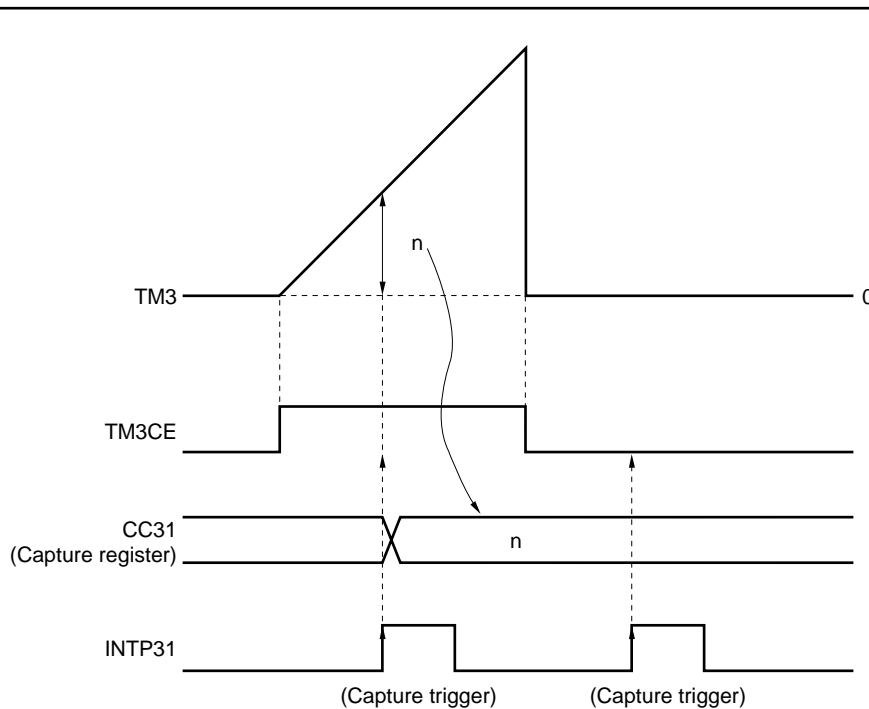 n
TM3
0
TM3CE
CC31
(Capture register)
n
INTP31
(Capture trigger)
(Capture trigger)